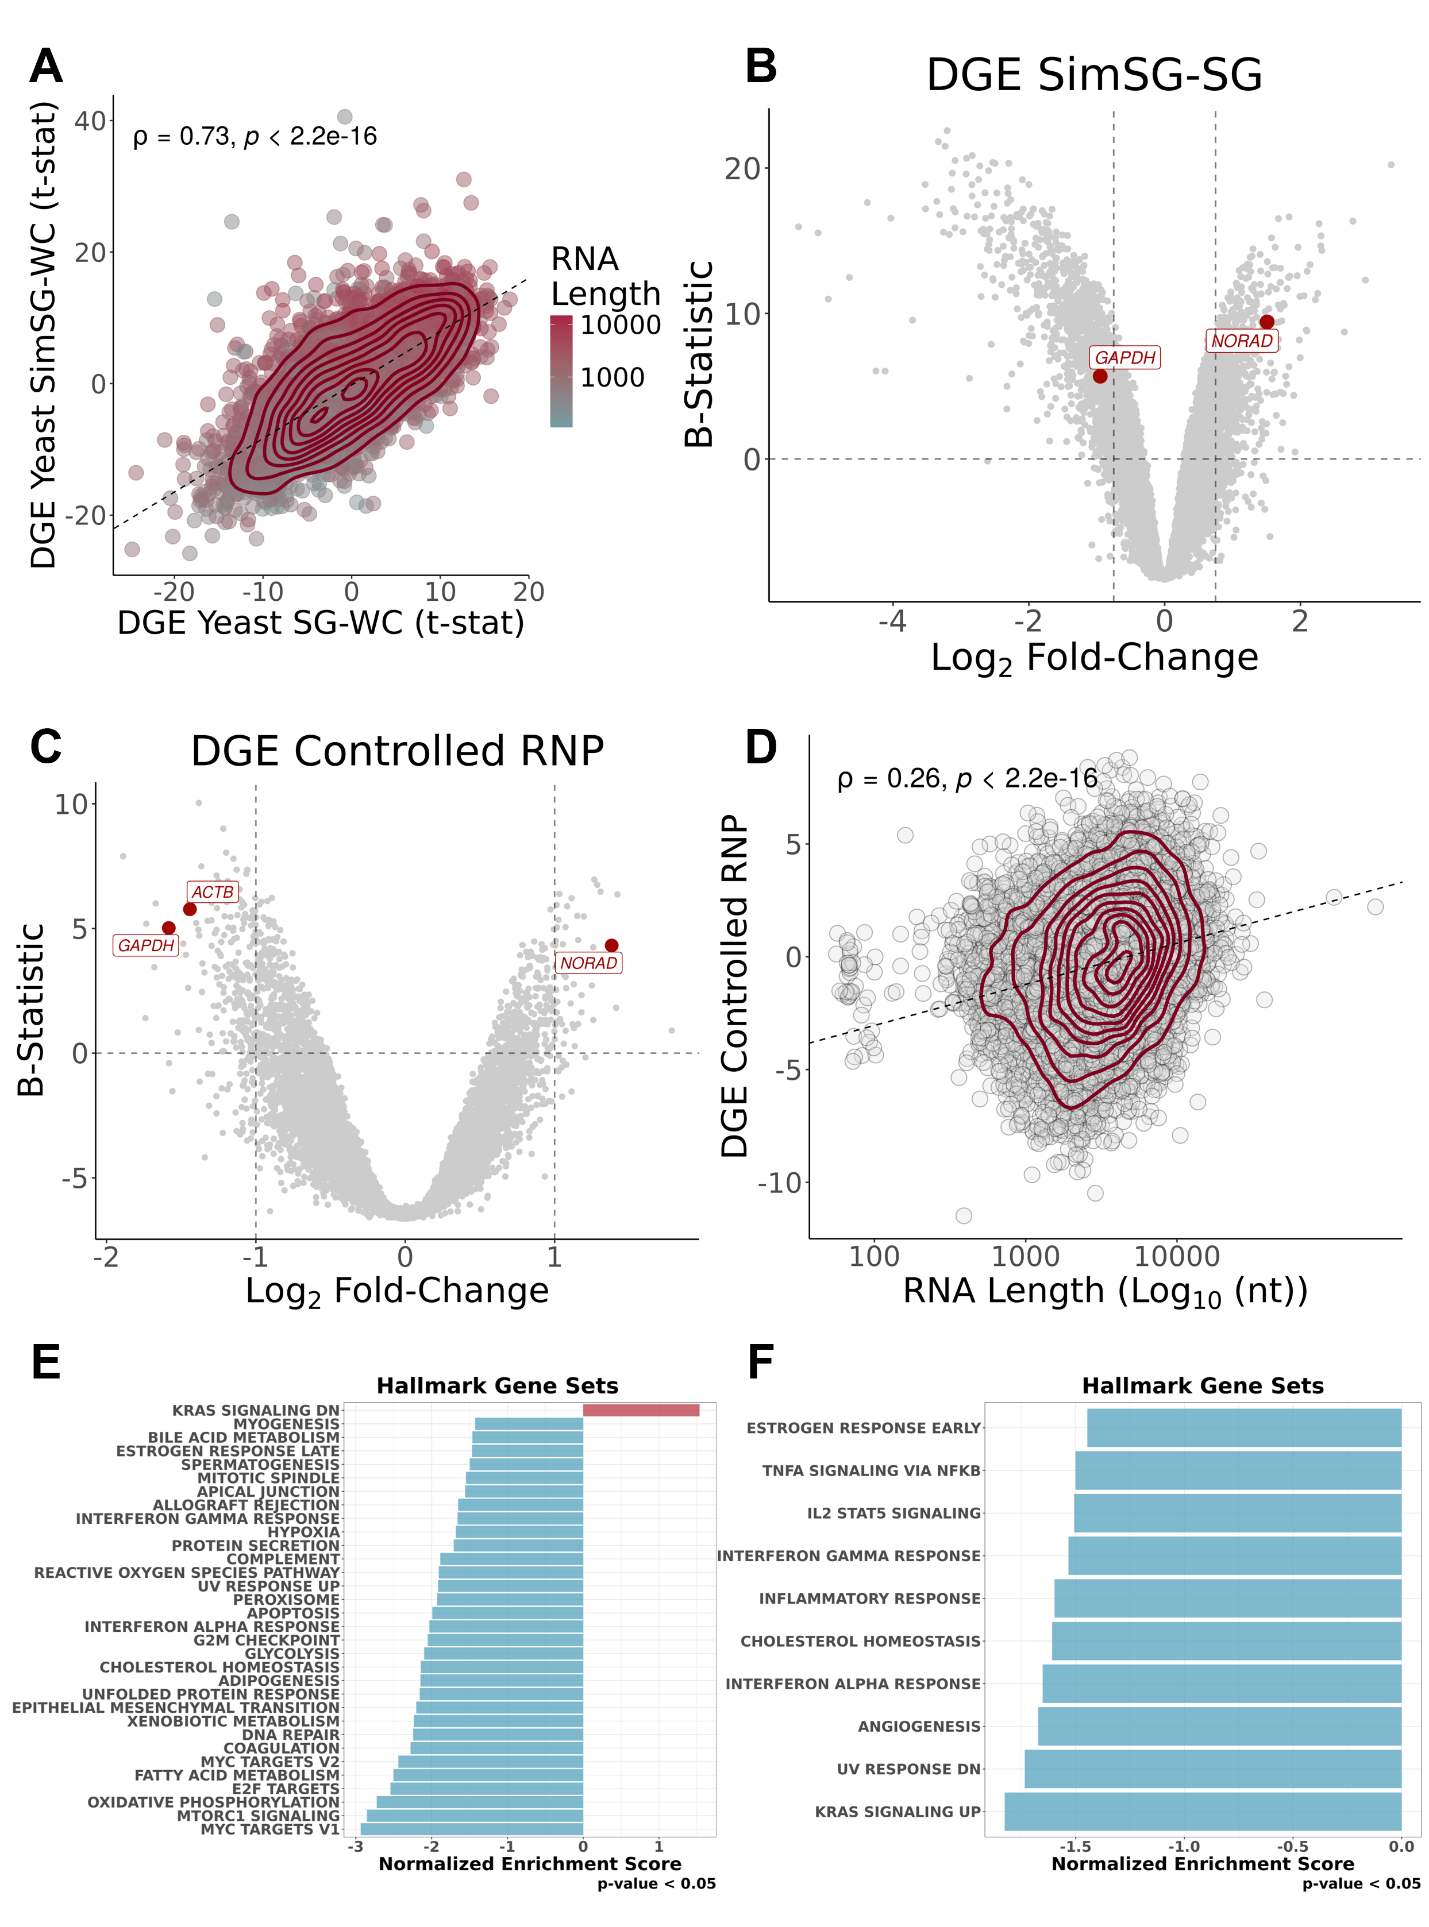 A
ρ = 0.73, p < 2.2e-16
DGE Yeast SimSG-WC (t-stat)
40
20
0
-20
-20
-10
0
10
20
DGE Yeast SG-WC (t-stat)
RNA
Length
10000
1000
B
DGE SimSG-SG
B-Statistic
20
10
0
GAPDH
NORAD
-4
-2
0
2
Log2 Fold-Change
C
DGE Controlled RNP
B-Statistic
10
5
0
-5
ACTB
GAPDH
NORAD
-2
-1
0
1
Log2 Fold-Change
D
ρ = 0.26, p < 2.2e-16
DGE Controlled RNP
5
0
-5
-10
100
1000
10000
RNA Length (Log10 (nt))
E
Hallmark Gene Sets
KRAS SIGNALING DN
MYOGENESIS
BILE ACID METABOLISM
ESTROGEN RESPONSE LATE
SPERMATOGENESIS
MITOTIC SPINDLE
APICAL JUNCTION
ALLOGRAFT REJECTION
INTERFERON GAMMA RESPONSE
HYPOXIA
PROTEIN SECRETION
COMPLEMENT
REACTIVE OXYGEN SPECIES PATHWAY
UV RESPONSE UP
PEROXISOME
APOPTOSIS
INTERFERON ALPHA RESPONSE
G2M CHECKPOINT
GLYCOLYSIS
CHOLESTEROL HOMEOSTASIS
ADIPOGENESIS
UNFOLDED PROTEIN RESPONSE
EPITHELIAL MESENCHYMAL TRANSITION
XENOBIOTIC METABOLISM
DNA REPAIR
COAGULATION
MYC TARGETS V2
FATTY ACID METABOLISM
E2F TARGETS
OXIDATIVE PHOSPHORYLATION
MTORC1 SIGNALING
MYC TARGETS V1
-3
-2
-1
0
1
Normalized Enrichment Score
p-value < 0.05
F
Hallmark Gene Sets
ESTROGEN RESPONSE EARLY
TNFA SIGNALING VIA NFKB
IL2 STAT5 SIGNALING
INTERFERON GAMMA RESPONSE
INFLAMMATORY RESPONSE
CHOLESTEROL HOMEOSTASIS
INTERFERON ALPHA RESPONSE
ANGIOGENESIS
UV RESPONSE DN
KRAS SIGNALING UP
-1.5
-1.0
-0.5
0.0
Normalized Enrichment Score
p-value < 0.05